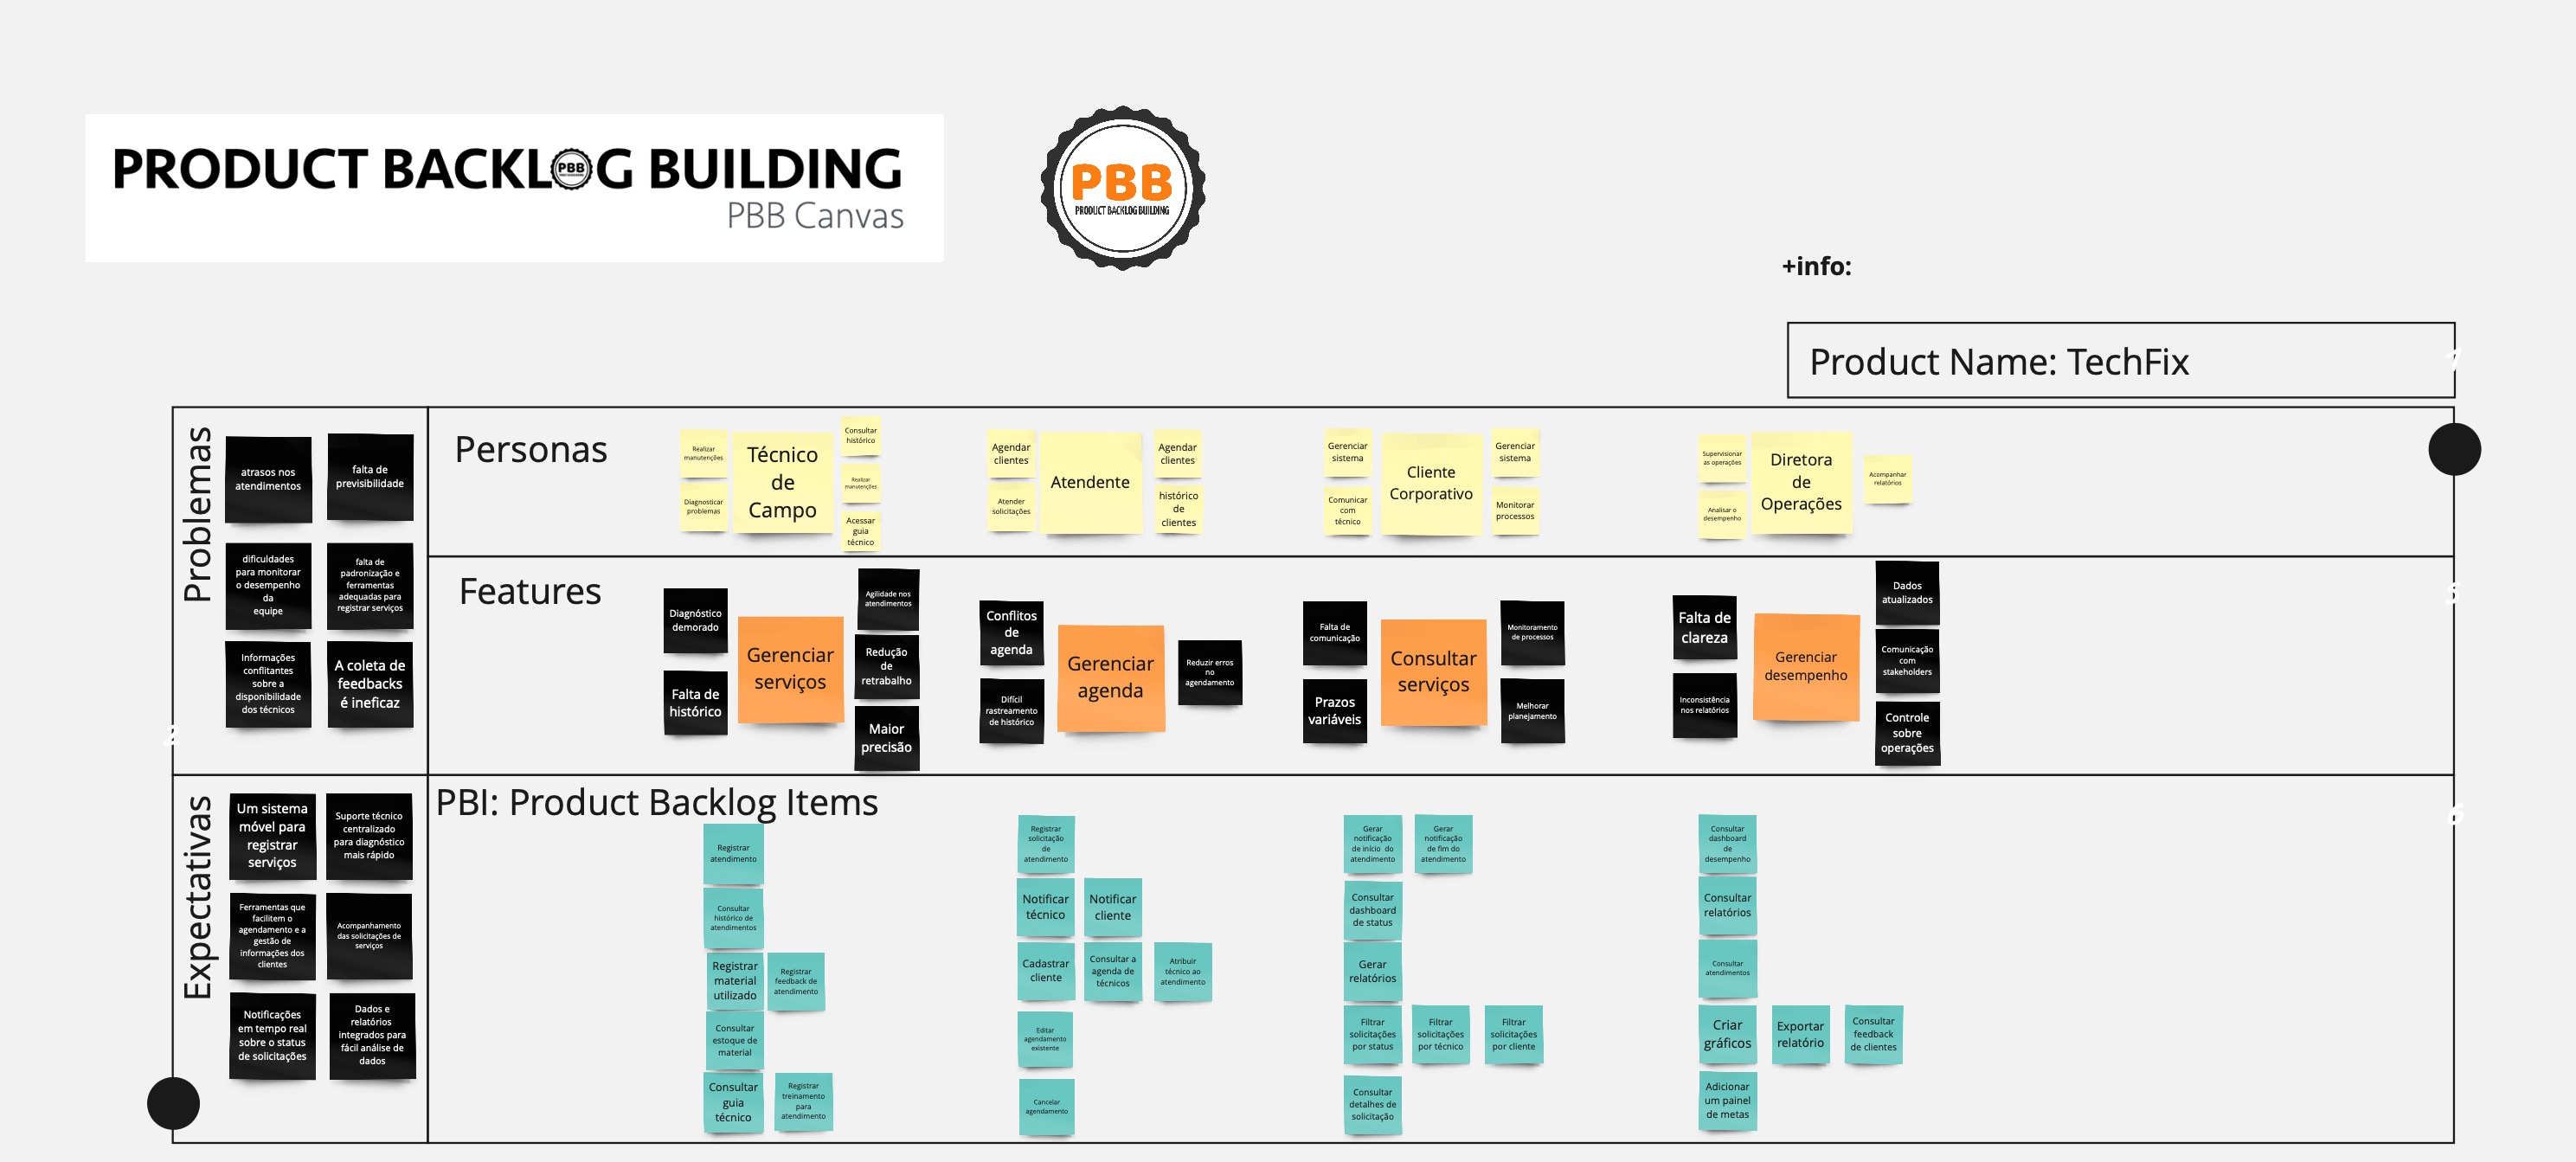 PRODUCT BACKLOG BUILDING
PBB
PBB Canvas
PBB
PRODUCT BACKLOG BUILDING
+info:
Product Name: TechFix
1
Problemas
atrasos nos
atendimentos
falta de
previsibilidade
dificuldades
para monitorar
o desempenho
da
equipe
falta de
padronização e
ferramentas
adequadas para
registrar serviços
Informações
conflitantes
sobre a
disponibilidade
dos técnicos
A coleta de
feedbacks
é ineficaz
2
Personas
Realizar
manutenções
Diagnosticar
problemas
Técnico
de
Campo
Consultar
histórico
Realizar
manutenções
Acessar
guia
técnico
Agendar
clientes
Atender
solicitações
Atendente
Agendar
clientes
histórico
de
clientes
Gerenciar
sistema
Comunicar
com
técnico
Cliente
Corporativo
Gerenciar
sistema
Monitorar
processos
Supervisionar
as operações
Analisar o
desempenho
Diretora
de
Operações
Acompanhar
relatórios
Features
Diagnóstico
demorado
Falta de
histórico
Gerenciar
serviços
Agilidade nos
atendimentos
Redução
de
retrabalho
Maior
precisão
Conflitos
de
agenda
Difícil
rastreamento
de histórico
Gerenciar
agenda
Reduzir erros
no
agendamento
Falta de
comunicação
Prazos
variáveis
Consultar
serviços
Monitoramento
de processos
Melhorar
planejamento
Falta de
clareza
Inconsistência
nos relatórios
Gerenciar
desempenho
Dados
atualizados
Comunicação
com
stakeholders
Controle
sobre
operações
5
Expectativas
Um sistema
móvel para
registrar
serviços
Suporte técnico
centralizado
para diagnóstico
mais rápido
Ferramentas que
facilitem o
agendamento e a
gestão de
informações dos
clientes
Acompanhamento
das solicitações de
serviços
Notificações
em tempo real
sobre o status
de solicitações
Dados e
relatórios
integrados para
fácil análise de
dados
PBI: Product Backlog Items
6
Registrar
atendimento
Consultar
histórico de
atendimentos
Registrar
material
utilizado
Registrar
feedback de
atendimento
Consultar
estoque de
material
Consultar
guia
técnico
Registrar
treinamento
para
atendimento
Registrar
solicitação
de
atendimento
Notificar
técnico
Notificar
cliente
Cadastrar
cliente
Consultar a
agenda de
técnicos
Atribuir
técnico ao
atendimento
Editar
agendamento
existente
Cancelar
agendamento
Gerar
notificação
de início do
atendimento
Gerar
notificação
de fim do
atendimento
Consultar
dashboard
de status
Gerar
relatórios
Filtrar
solicitações
por status
Filtrar
solicitações
por técnico
Filtrar
solicitações
por cliente
Consultar
detalhes de
solicitação
Consultar
dashboard
de
desempenho
Consultar
relatórios
Consultar
atendimentos
Criar
gráficos
Exportar
relatório
Consultar
feedback
de clientes
Adicionar
um painel
de metas